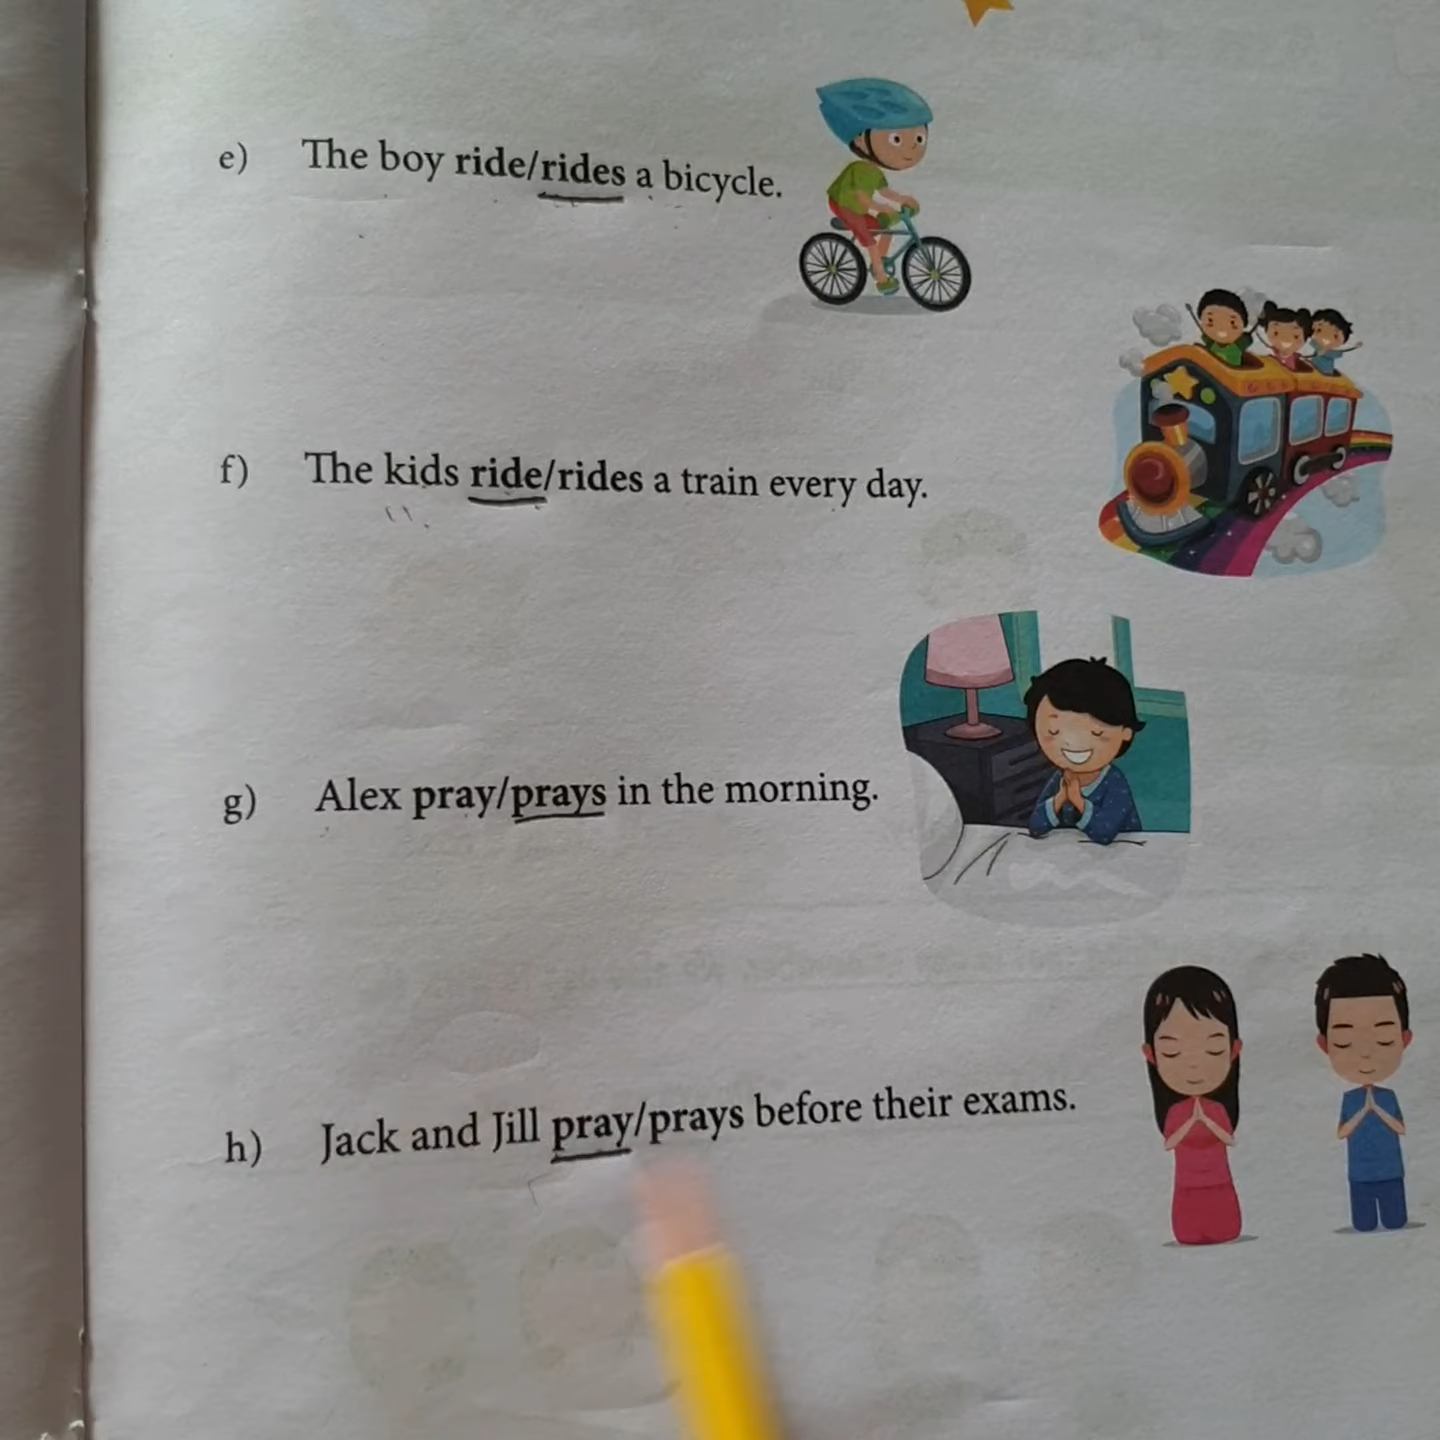 e) The boy ride/rides a bicycle.
f) The kids ride/rides a train every day.
g) Alex pray/prays in the morning.
h) Jack and Jill pray/prays before their exams.